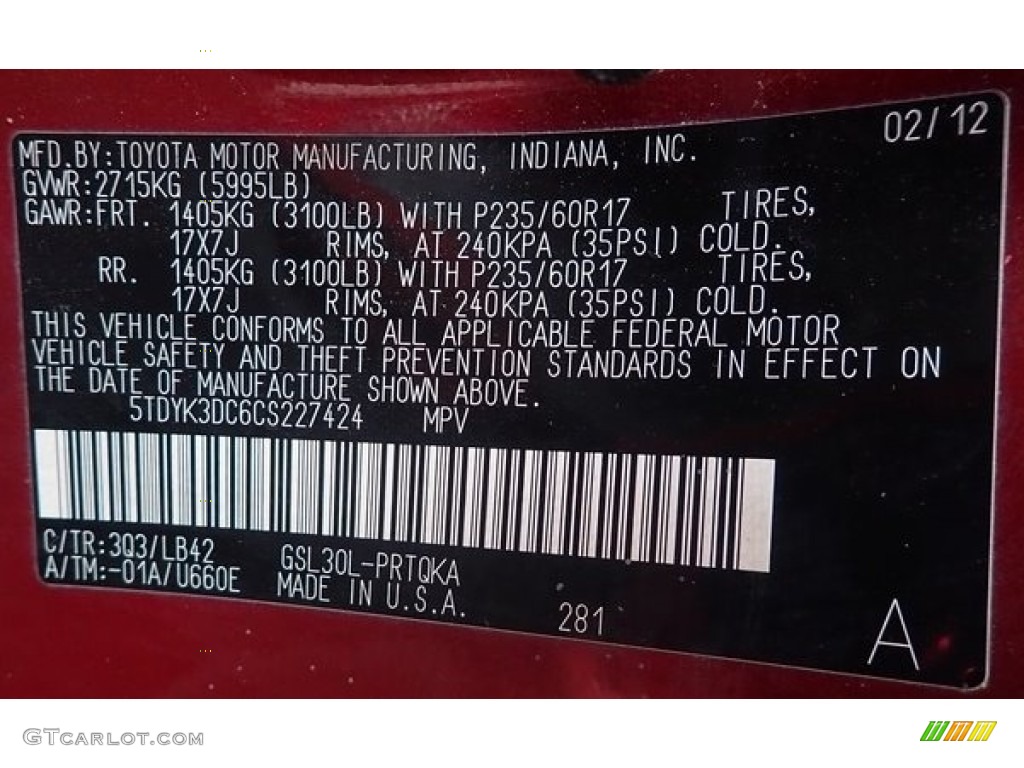 02/12
MFD.BY:TOYOTA MOTOR MANUFACTURING, INDIANA, INC.
GVWR:2715KG (5995LB)
GAWR:FRT. 1405KG (3100LB) WITH P235/60R17 TIRES,
17X7J RIMS, AT 240KPA (35PSI) COLD.
RR. 1405KG (3100LB) WITH P235/60R17 TIRES,
17X7J RIMS, AT 240KPA (35PSI) COLD.
THIS VEHICLE CONFORMS TO ALL APPLICABLE FEDERAL MOTOR
VEHICLE SAFETY AND THEFT PREVENTION STANDARDS IN EFFECT ON
THE DATE OF MANUFACTURE SHOWN ABOVE.
5TDYK3DC6CS227424 MPV
C/TR:3Q3/LB42 GSL30L-PRTQKA
A/TM:-01A/U660E MADE IN U.S.A. 281
A
GTCARLOT.COM